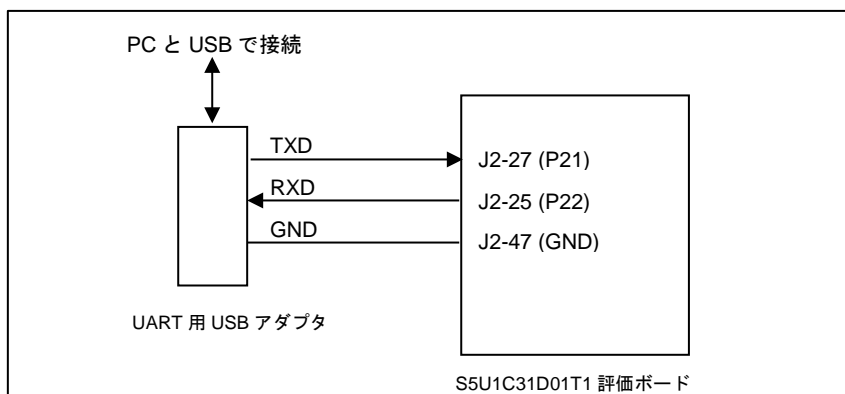 PC と USB で接続
TXD
J2-27 (P21)
RXD
J2-25 (P22)
GND
J2-47 (GND)
UART 用 USB アダプタ
S5U1C31D01T1 評価ボード